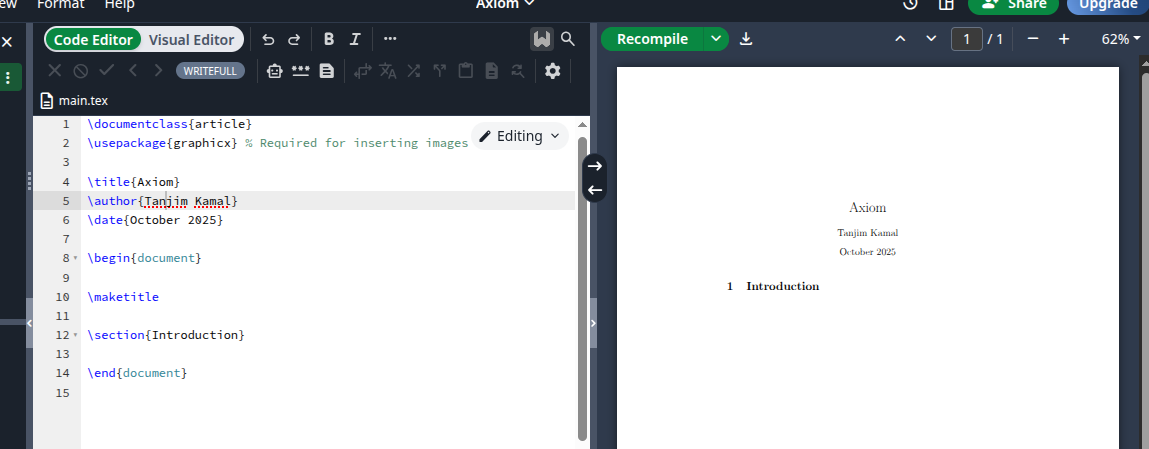 ew Format Help Axiom Share Upgrade
Code Editor Visual Editor B I Recompile 1 / 1 62%
WRITEFULL
main.tex
Editing
1 \documentclass{article}
2 \usepackage{graphicx} % Required for inserting images
3
4 \title{Axiom}
5 \author{Tanjim Kamal}
6 \date{October 2025}
7
8 \begin{document}
9
10 \maketitle
11
12 \section{Introduction}
13
14 \end{document}
15
Axiom
Tanjim Kamal
October 2025
1 Introduction